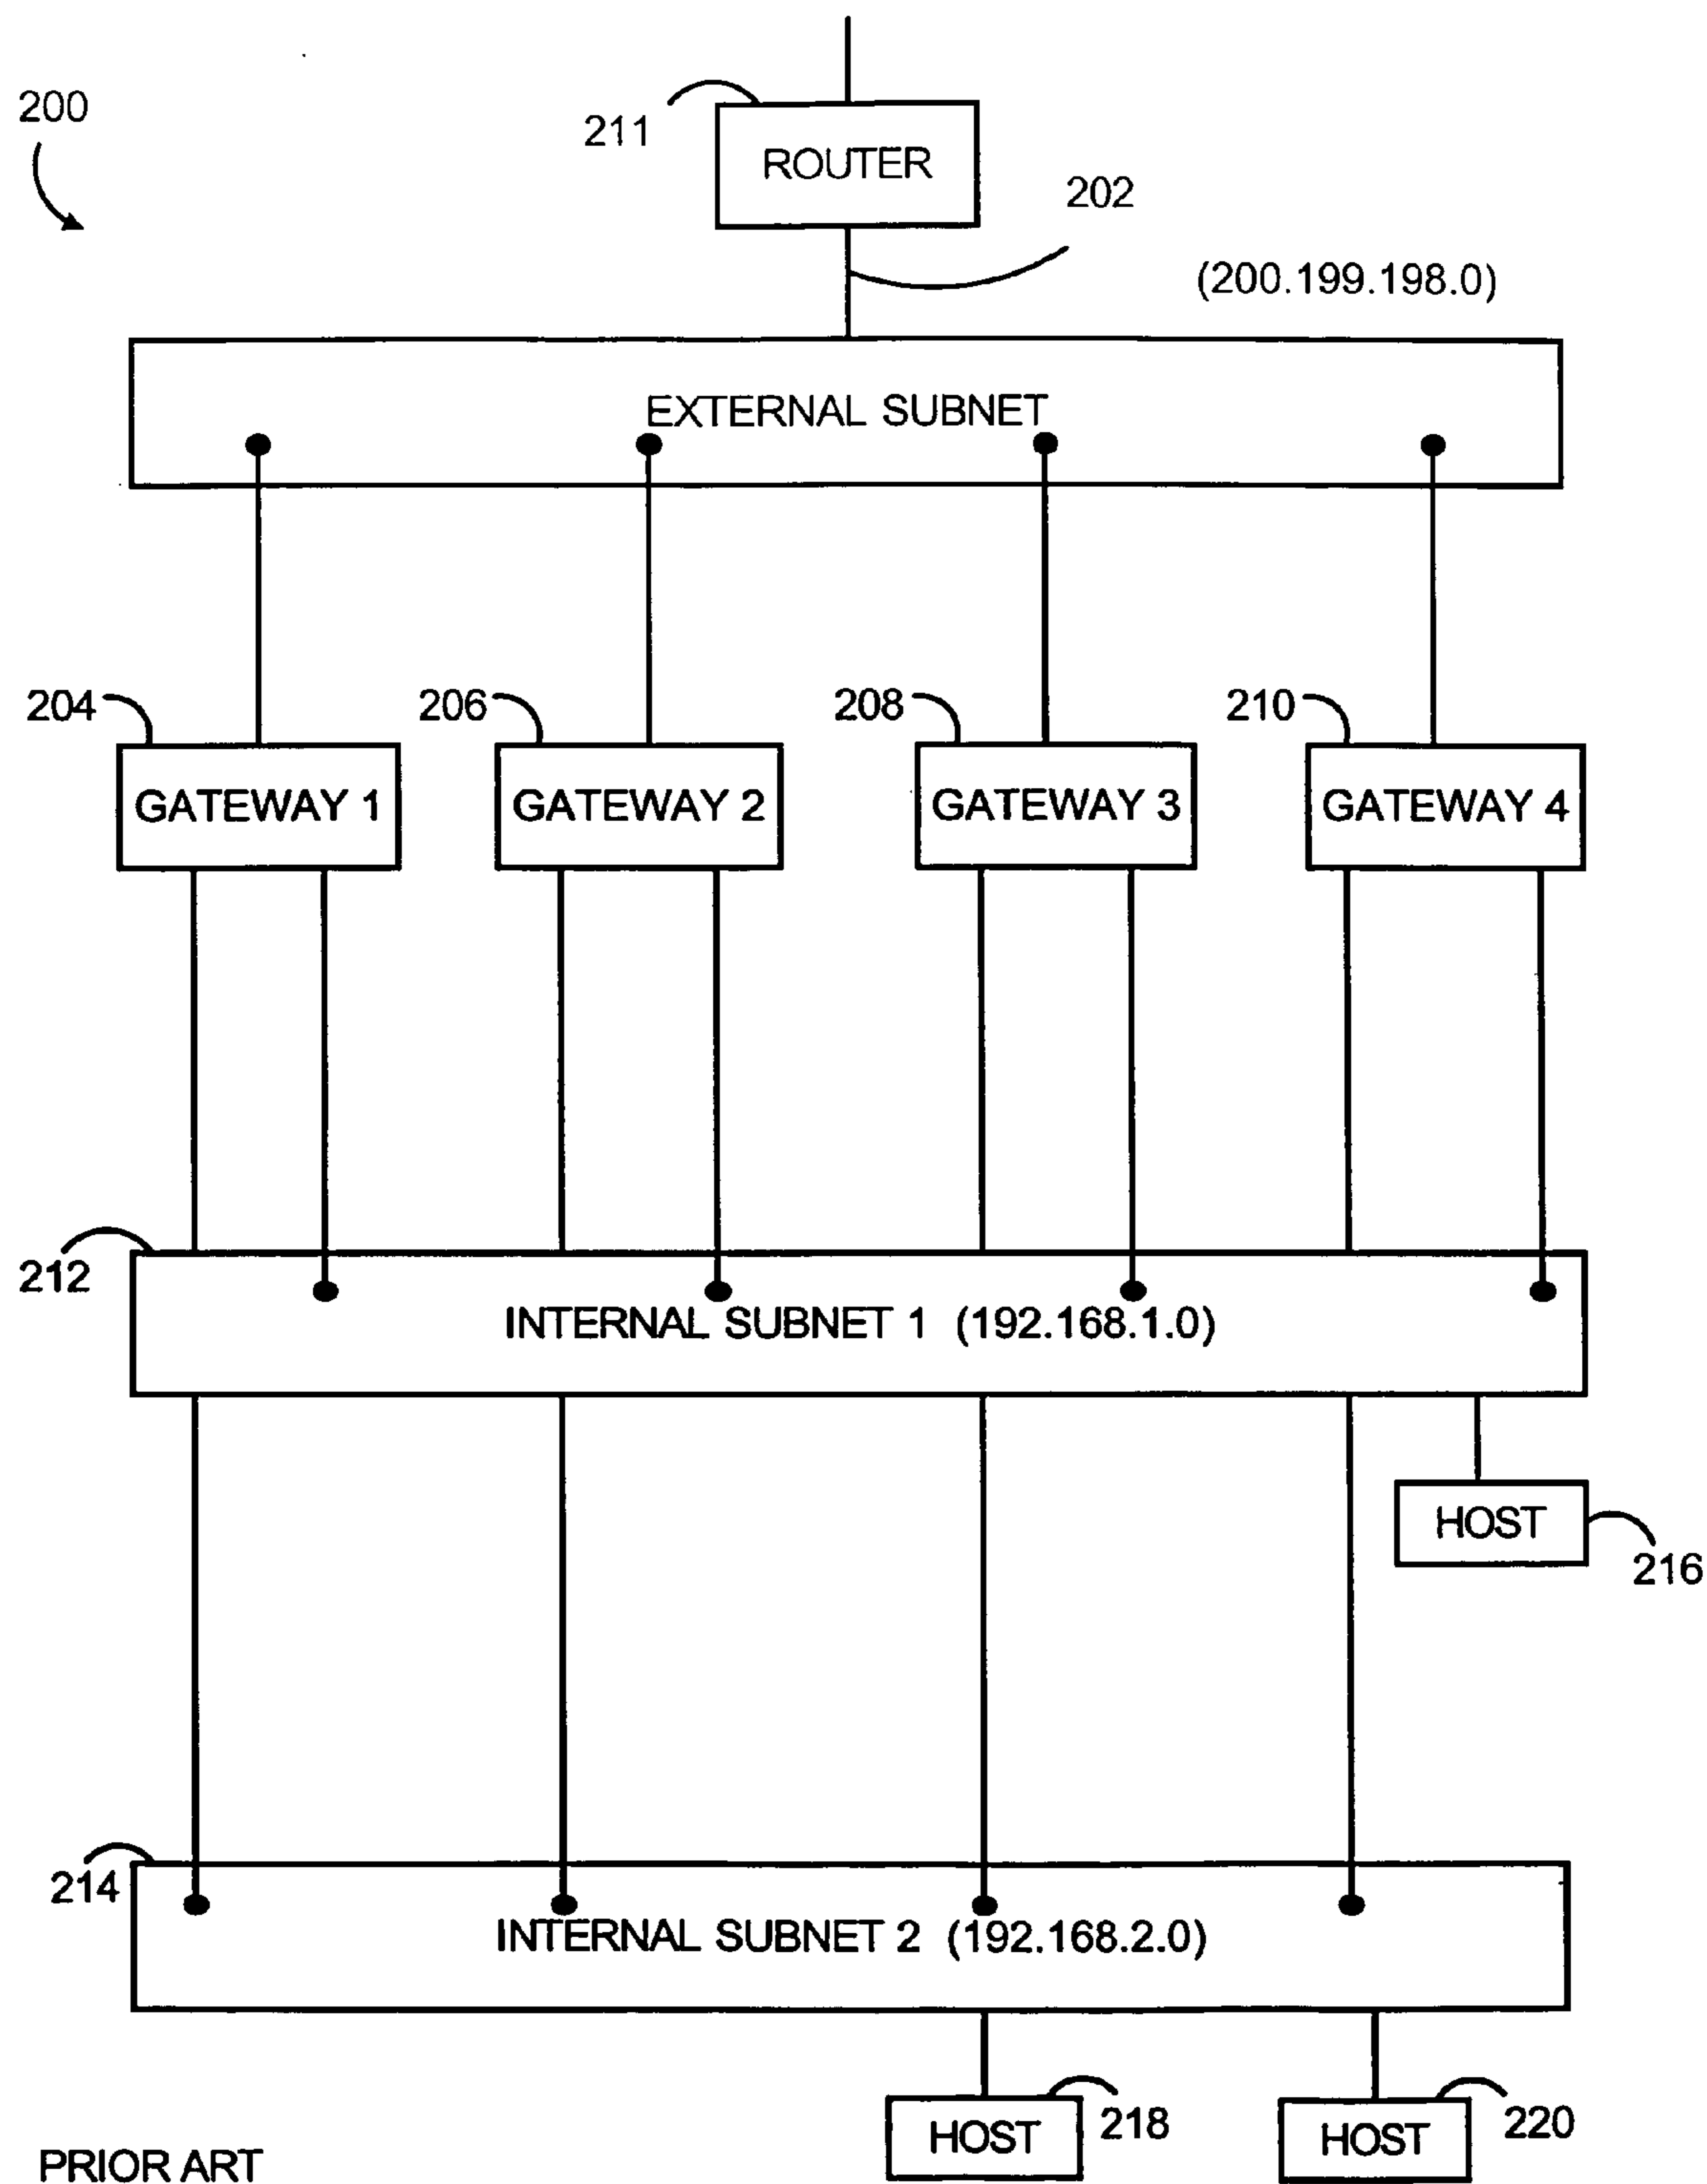 200
211
ROUTER
202
(200.199.198.0)
EXTERNAL SUBNET
204
206
208
210
GATEWAY 1
GATEWAY 2
GATEWAY 3
GATEWAY 4
212
INTERNAL SUBNET 1 (192.168.1.0)
HOST
216
214
INTERNAL SUBNET 2 (192.168.2.0)
HOST
218
HOST
220
PRIOR ART